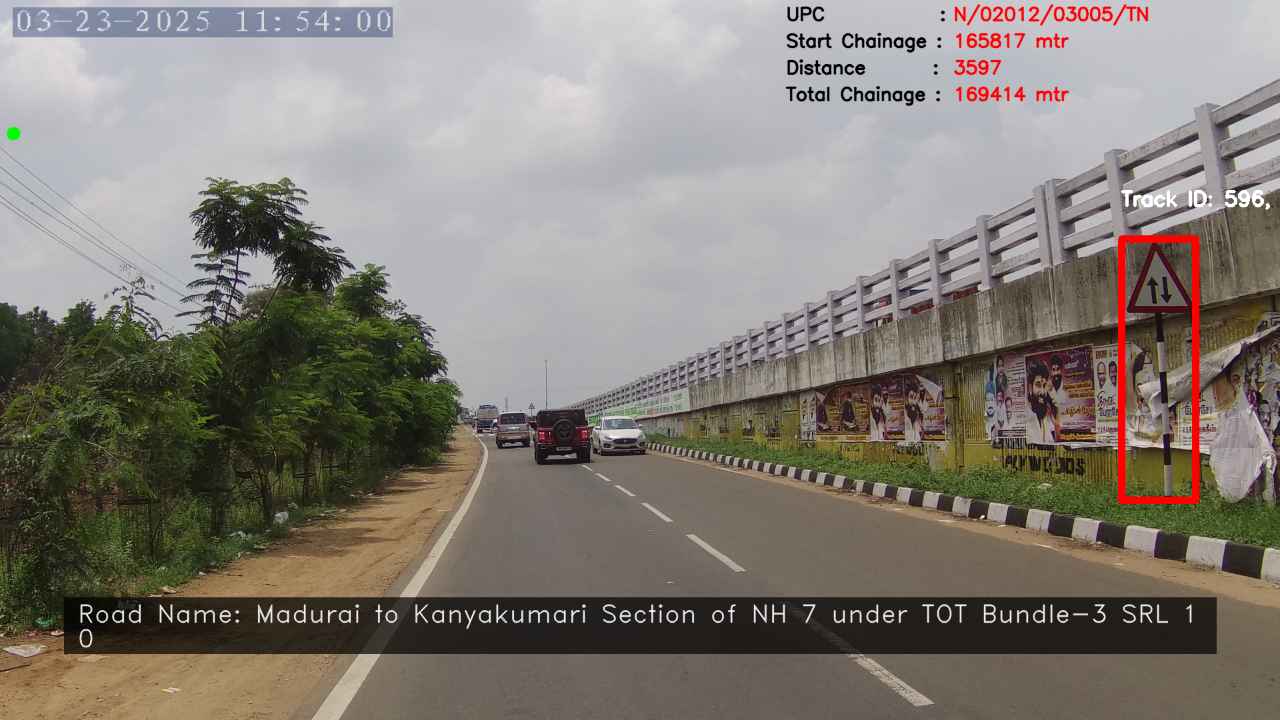 03-23-2025 11:54:00
UPC : N/02012/03005/TN
Start Chainage : 165817 mtr
Distance : 3597
Total Chainage : 169414 mtr
Track ID: 596,
PLYWOODS
Road Name: Madurai to Kanyakumari Section of NH 7 under TOT Bundle-3 SRL 1
0